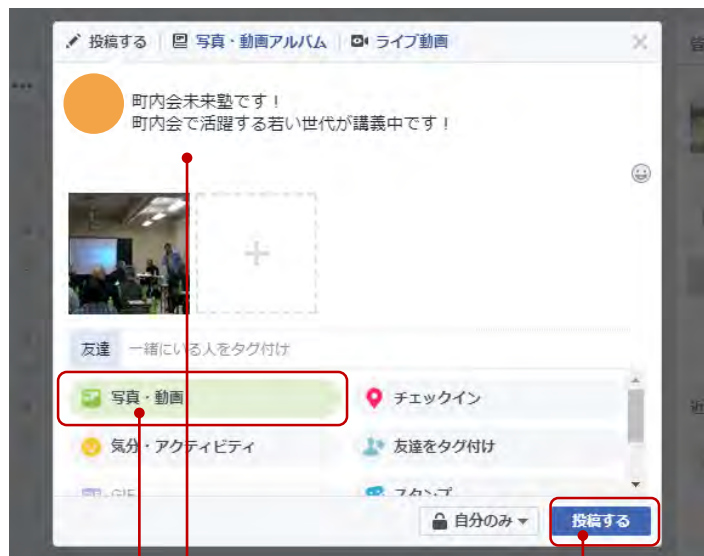 投稿する 写真・動画アルバム ライブ動画
町内会未来塾です！
町内会で活躍する若い世代が講義中です！
友達 一緒にいる人をタグ付け
写真・動画 チェックイン
気分・アクティビティ 友達をタグ付け
GIF スタンプ
自分のみ 投稿する